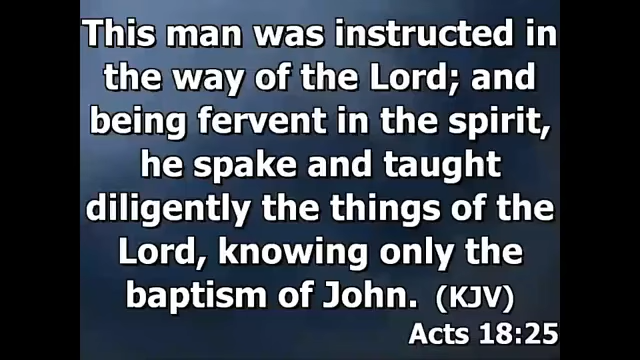 This man was instructed in
the way of the Lord; and
being fervent in the spirit,
he spake and taught
diligently the things of the
Lord, knowing only the
baptism of John. (KJV)
Acts 18:25